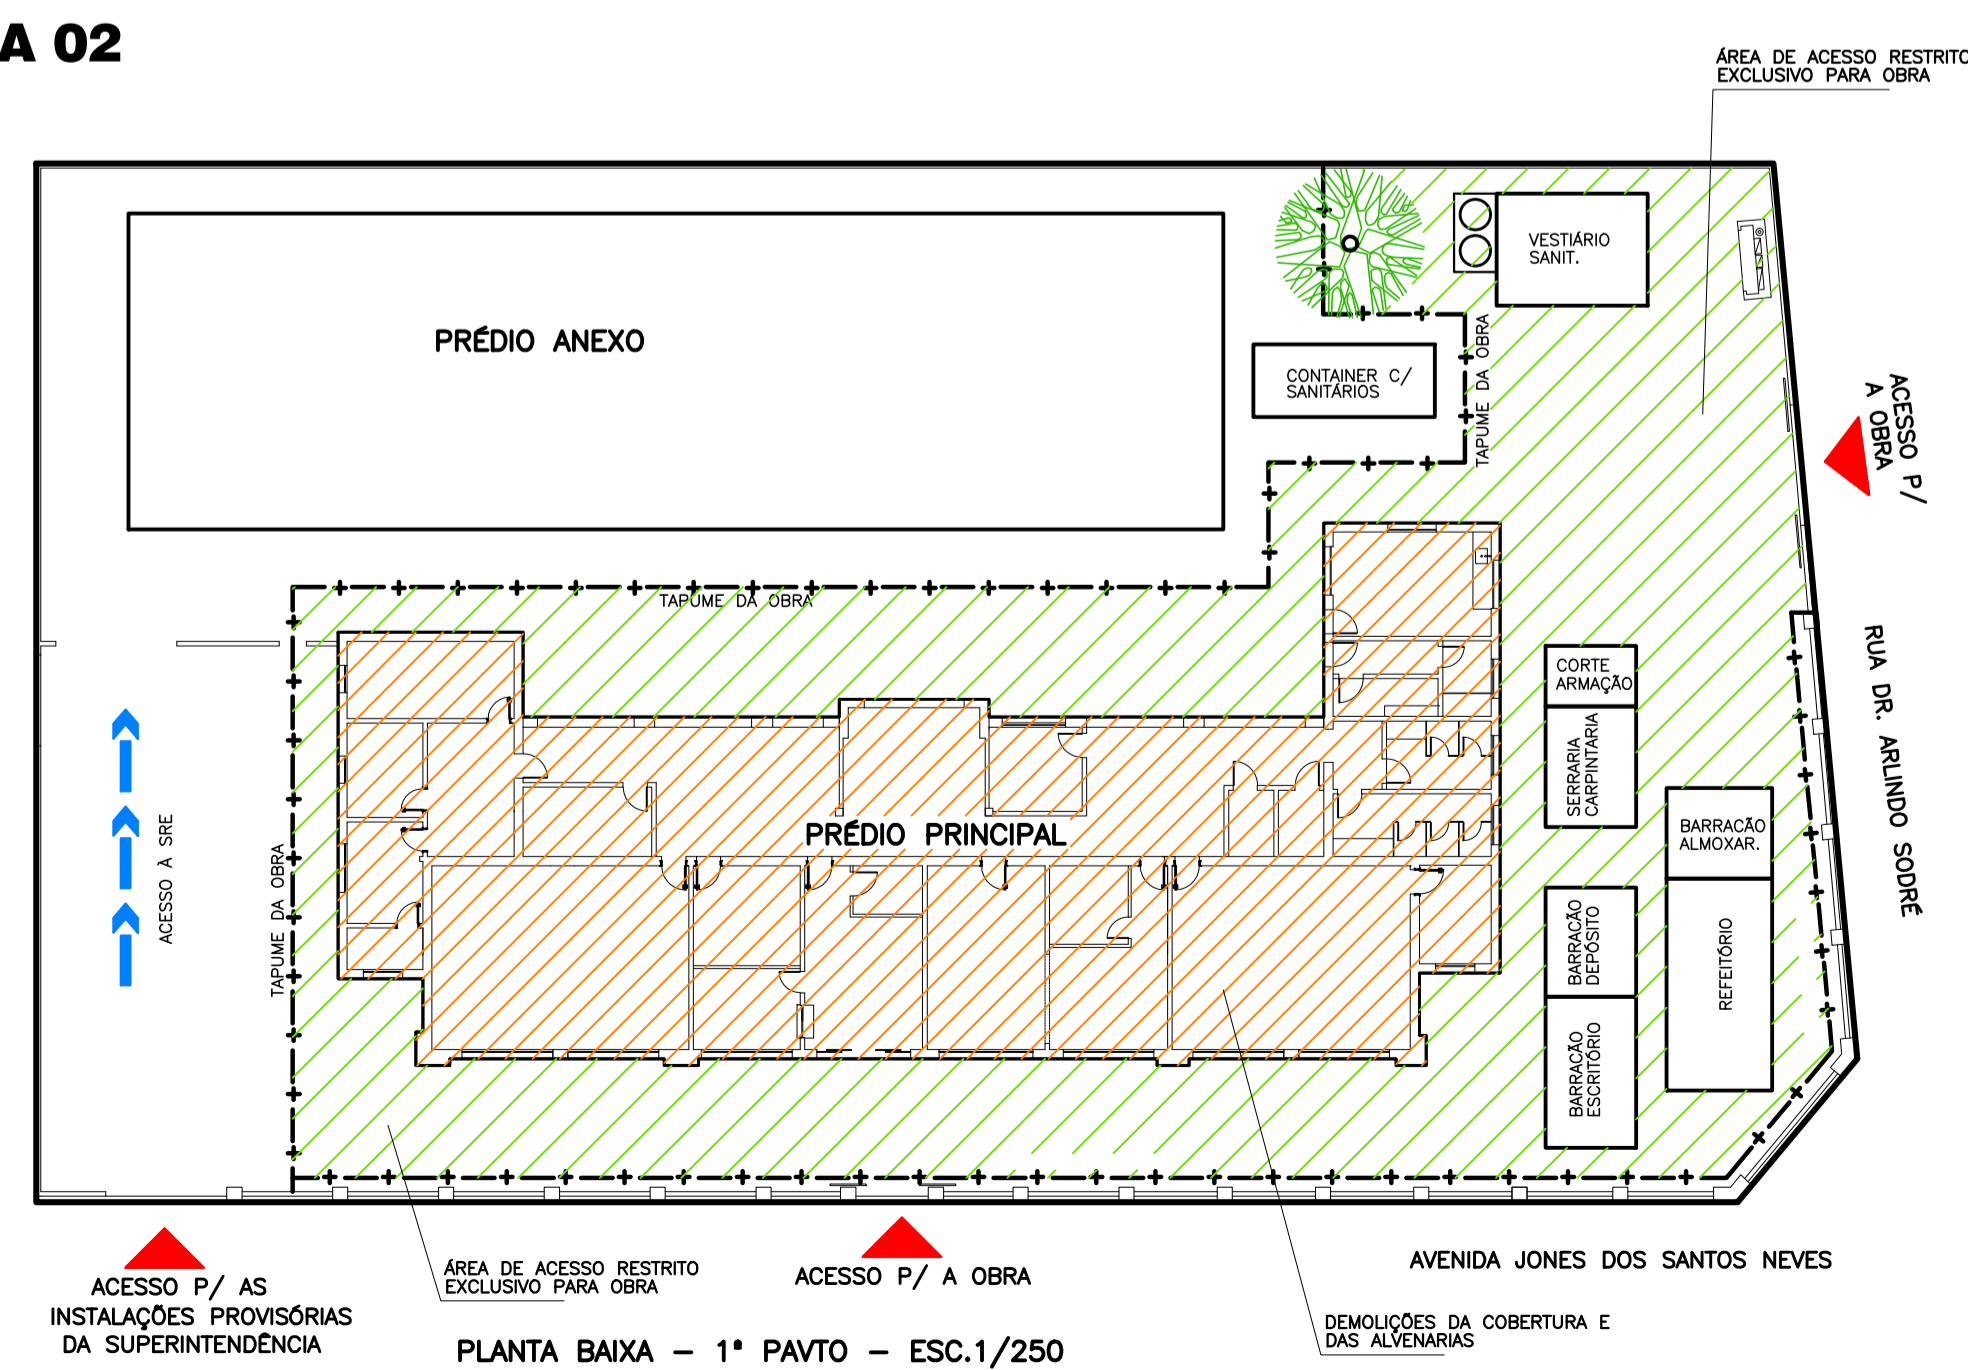 A 02
ÁREA DE ACESSO RESTRITO
EXCLUSIVO PARA OBRA
VESTIÁRIO
SANIT.
PRÉDIO ANEXO
CONTAINER C/
SANITÁRIOS
TAPUME DA OBRA
ACESSO P/
A OBRA
TAPUME DA OBRA
RUA DR. ARLINDO SODRÉ
CORTE
ARMAÇÃO
SERRARIA
CARPINTARIA
BARRACÃO
ALMOXAR.
PRÉDIO PRINCIPAL
ACESSO À SRE
TAPUME DA OBRA
BARRACÃO
DEPÓSITO
REFEITÓRIO
BARRACÃO
ESCRITÓRIO
ACESSO P/ AS
INSTALAÇÕES PROVISÓRIAS
DA SUPERINTENDÊNCIA
ÁREA DE ACESSO RESTRITO
EXCLUSIVO PARA OBRA
ACESSO P/ A OBRA
AVENIDA JONES DOS SANTOS NEVES
DEMOLIÇÕES DA COBERTURA E
DAS ALVENARIAS
PLANTA BAIXA – 1ª PAVTO – ESC.1/250